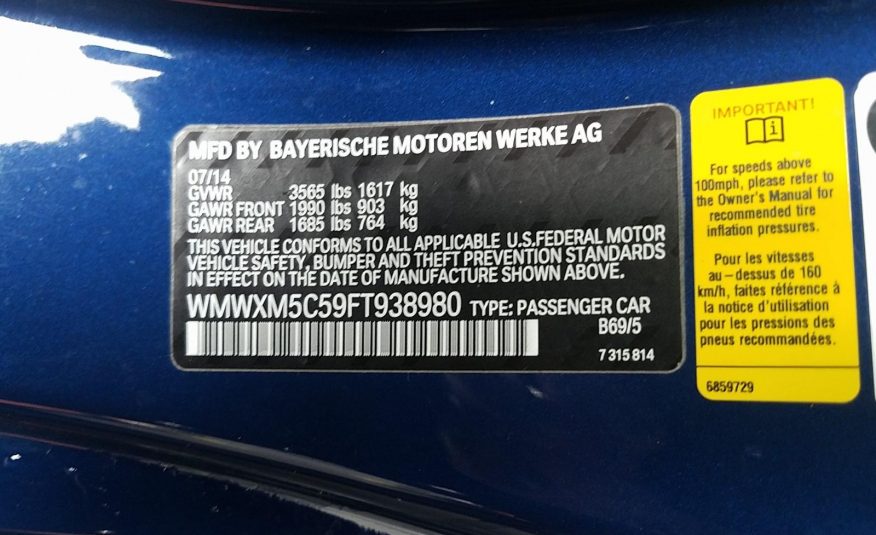 MFD BY BAYERISCHE MOTOREN WERKE AG
07/14
GVWR 3565 lbs 1617 kg
GAWR FRONT 1990 lbs 903 kg
GAWR REAR 1685 lbs 764 kg
THIS VEHICLE CONFORMS TO ALL APPLICABLE U.S.FEDERAL MOTOR
VEHICLE SAFETY, BUMPER AND THEFT PREVENTION STANDARDS
IN EFFECT ON THE DATE OF MANUFACTURE SHOWN ABOVE.
WMWXM5C59FT938980 TYPE: PASSENGER CAR
B69/5
7 315 814
IMPORTANT!
For speeds above
100mph, please refer to
the Owner's Manual for
recommended tire
inflation pressures.
Pour les vitesses
au-dessus de 160
km/h, faites référence à
la notice d'utilisation
pour les pressions des
pneus recommandées.
6859729